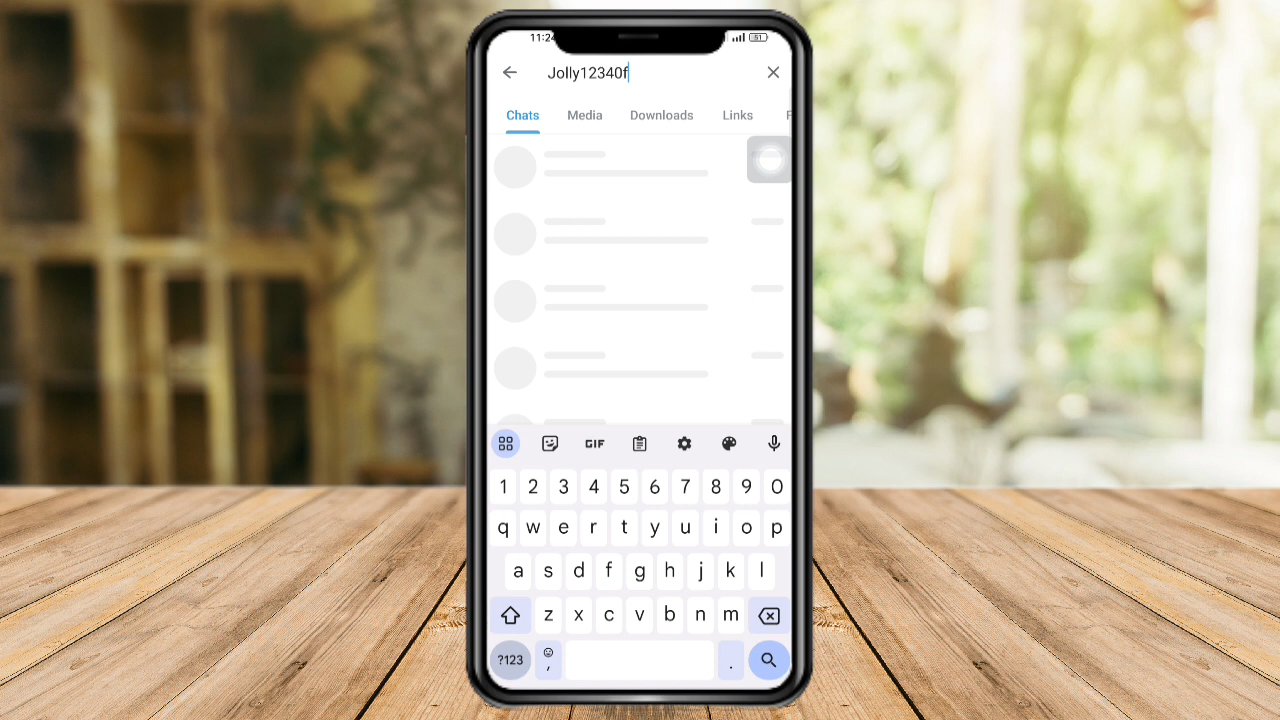 11:24
51
Jolly12340f
Chats Media Downloads Links F
GIF
1 2 3 4 5 6 7 8 9 0
q w e r t y u i o p
a s d f g h j k l
z x c v b n m
?123 , .